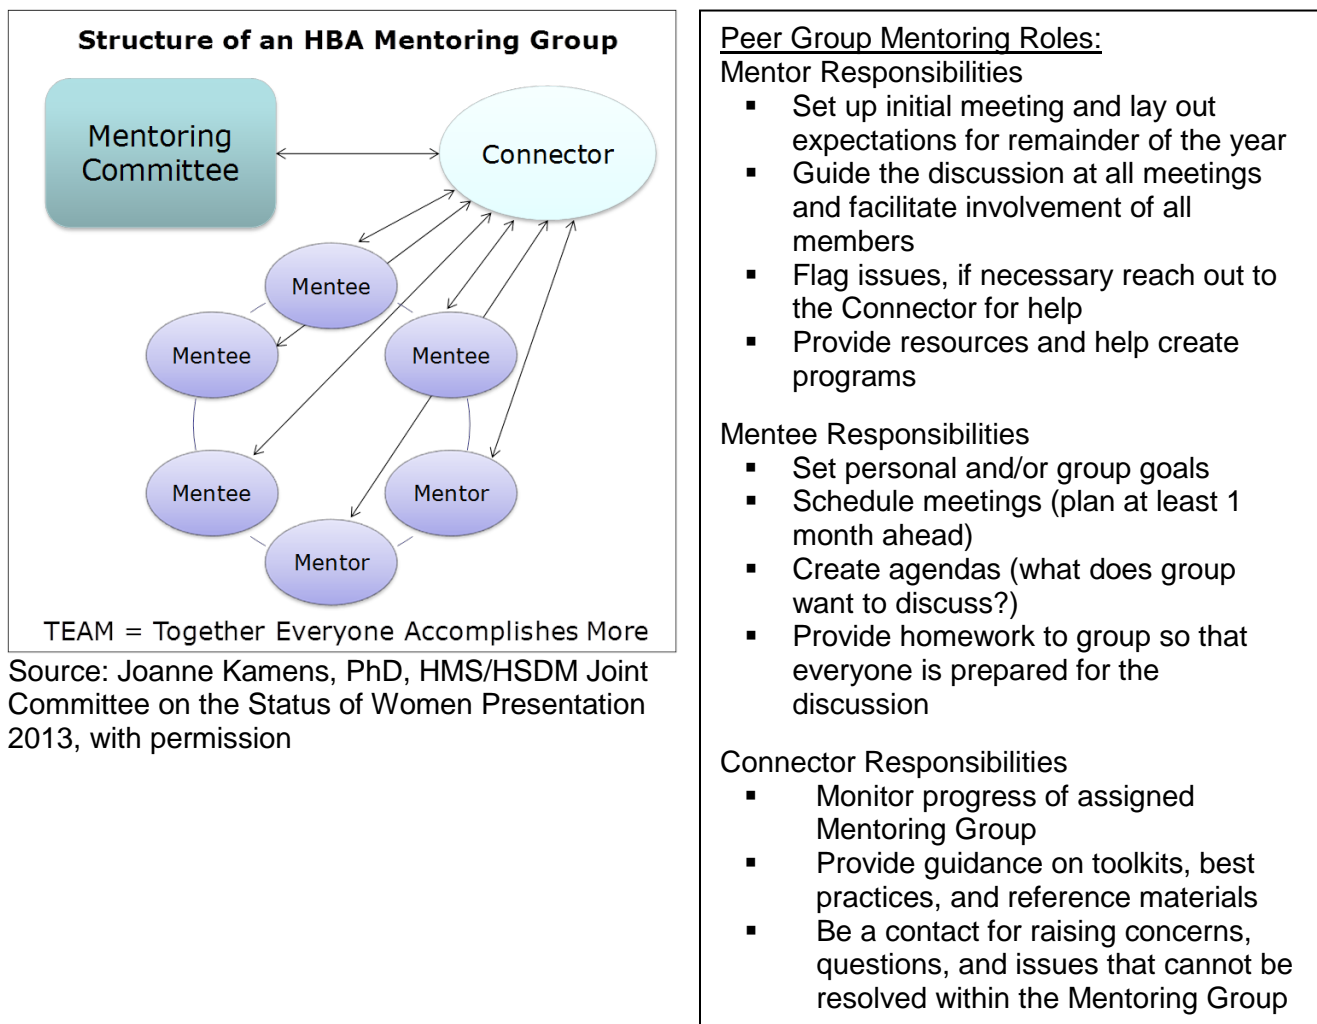 Structure of an HBA Mentoring Group
Mentoring
Committee
Connector
Mentee
Mentee
Mentee
Mentee
Mentor
Mentor
TEAM = Together Everyone Accomplishes More
Source: Joanne Kamens, PhD, HMS/HSDM Joint
Committee on the Status of Women Presentation
2013, with permission
Peer Group Mentoring Roles:
Mentor Responsibilities
▪ Set up initial meeting and lay out
expectations for remainder of the year
▪ Guide the discussion at all meetings
and facilitate involvement of all
members
▪ Flag issues, if necessary reach out to
the Connector for help
▪ Provide resources and help create
programs
Mentee Responsibilities
▪ Set personal and/or group goals
▪ Schedule meetings (plan at least 1
month ahead)
▪ Create agendas (what does group
want to discuss?)
▪ Provide homework to group so that
everyone is prepared for the
discussion
Connector Responsibilities
▪ Monitor progress of assigned
Mentoring Group
▪ Provide guidance on toolkits, best
practices, and reference materials
▪ Be a contact for raising concerns,
questions, and issues that cannot be
resolved within the Mentoring Group